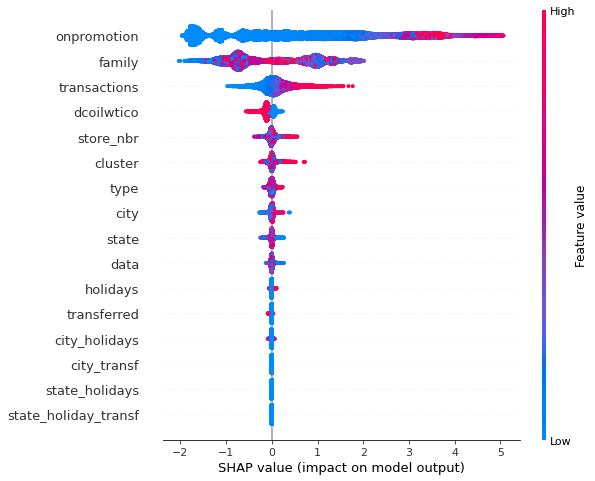 High
onpromotion
family
transactions
dcoilwtico
store_nbr
cluster
type
city
state
data
holidays
transferred
city_holidays
city_transf
state_holidays
state_holiday_transf
Feature value
Low
−2 −1 0 1 2 3 4 5
SHAP value (impact on model output)